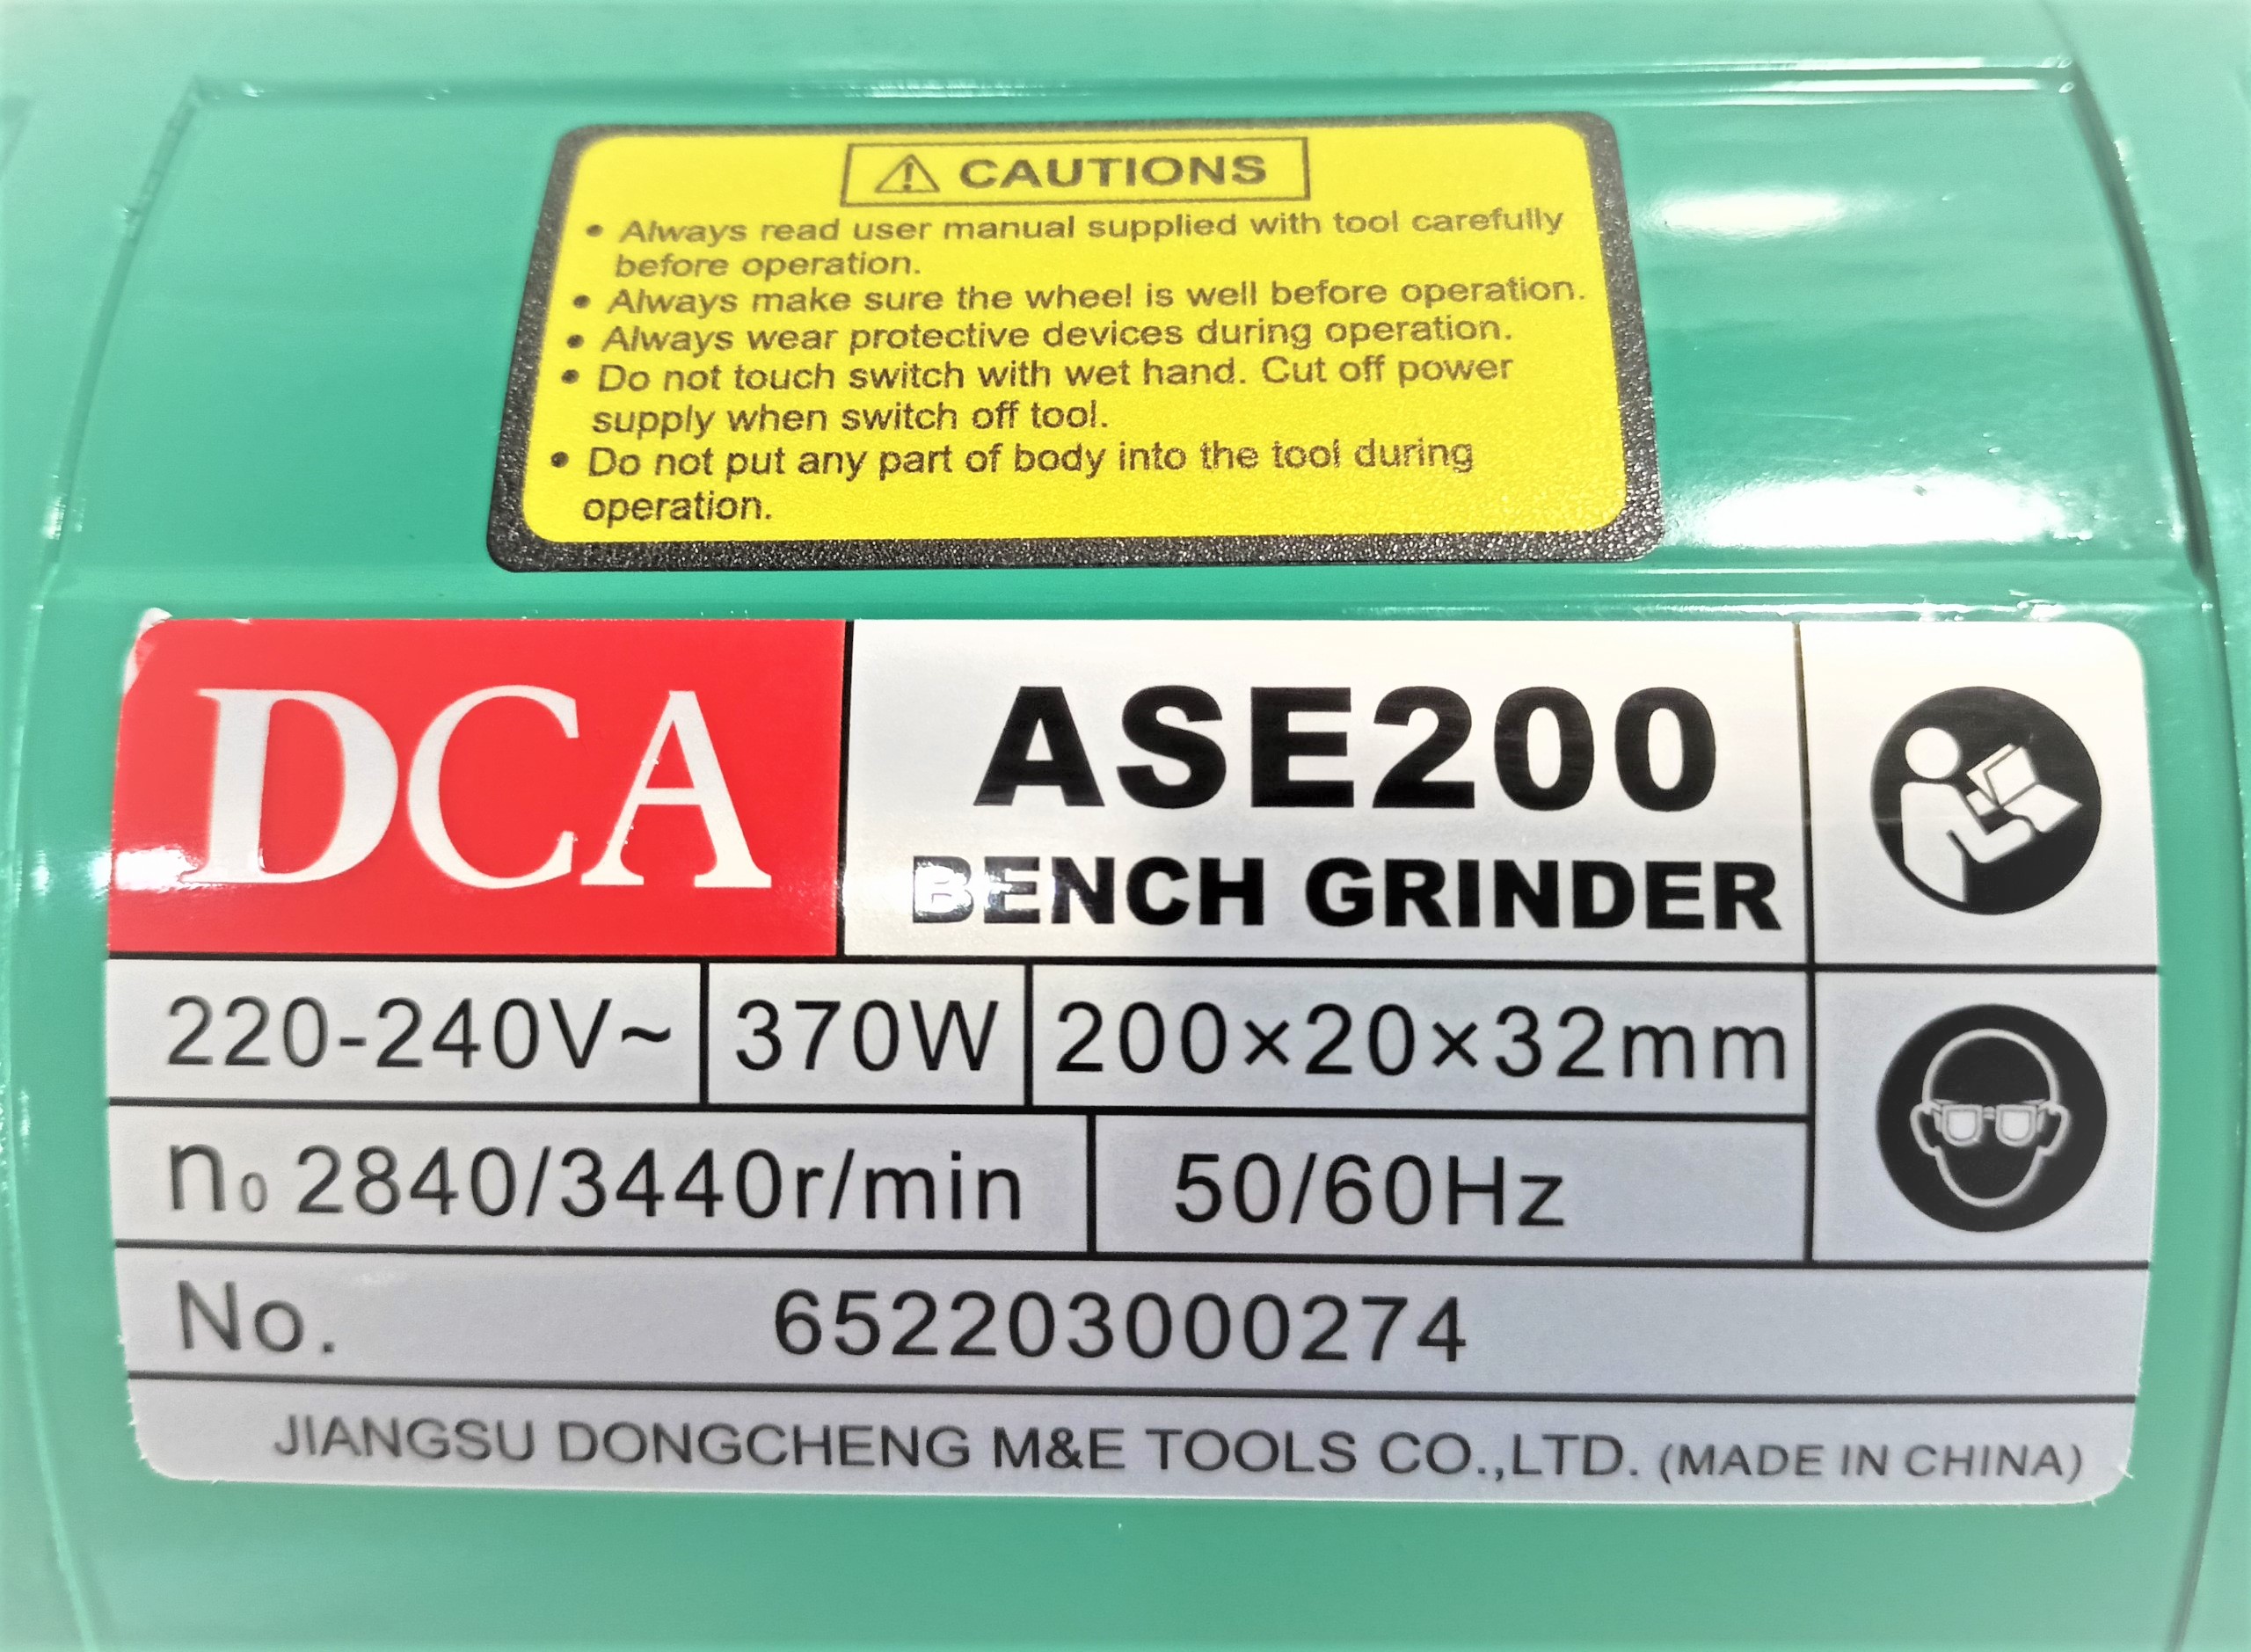 ⚠ CAUTIONS
• Always read user manual supplied with tool carefully
before operation.
• Always make sure the wheel is well before operation.
• Always wear protective devices during operation.
• Do not touch switch with wet hand. Cut off power
supply when switch off tool.
• Do not put any part of body into the tool during
operation.
DCA
ASE200
BENCH GRINDER
220-240V~ 370W 200×20×32mm
n₀ 2840/3440r/min 50/60Hz
No. 652203000274
JIANGSU DONGCHENG M&E TOOLS CO.,LTD. (MADE IN CHINA)